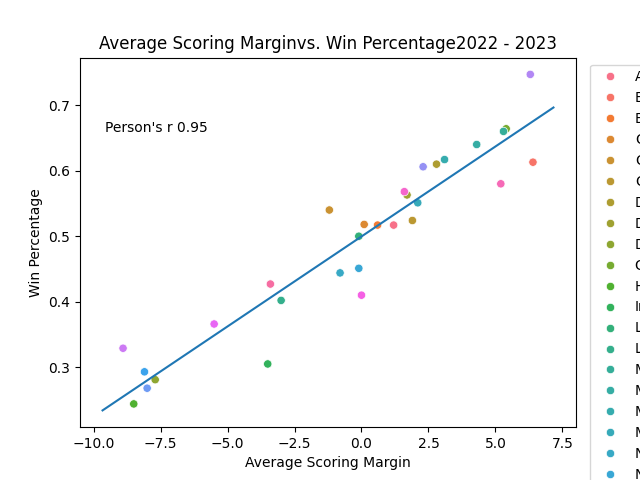 Average Scoring Marginvs. Win Percentage2022 - 2023
Person's r 0.95
Win Percentage
0.7
0.6
0.5
0.4
0.3
−10.0 −7.5 −5.0 −2.5 0.0 2.5 5.0 7.5
Average Scoring Margin